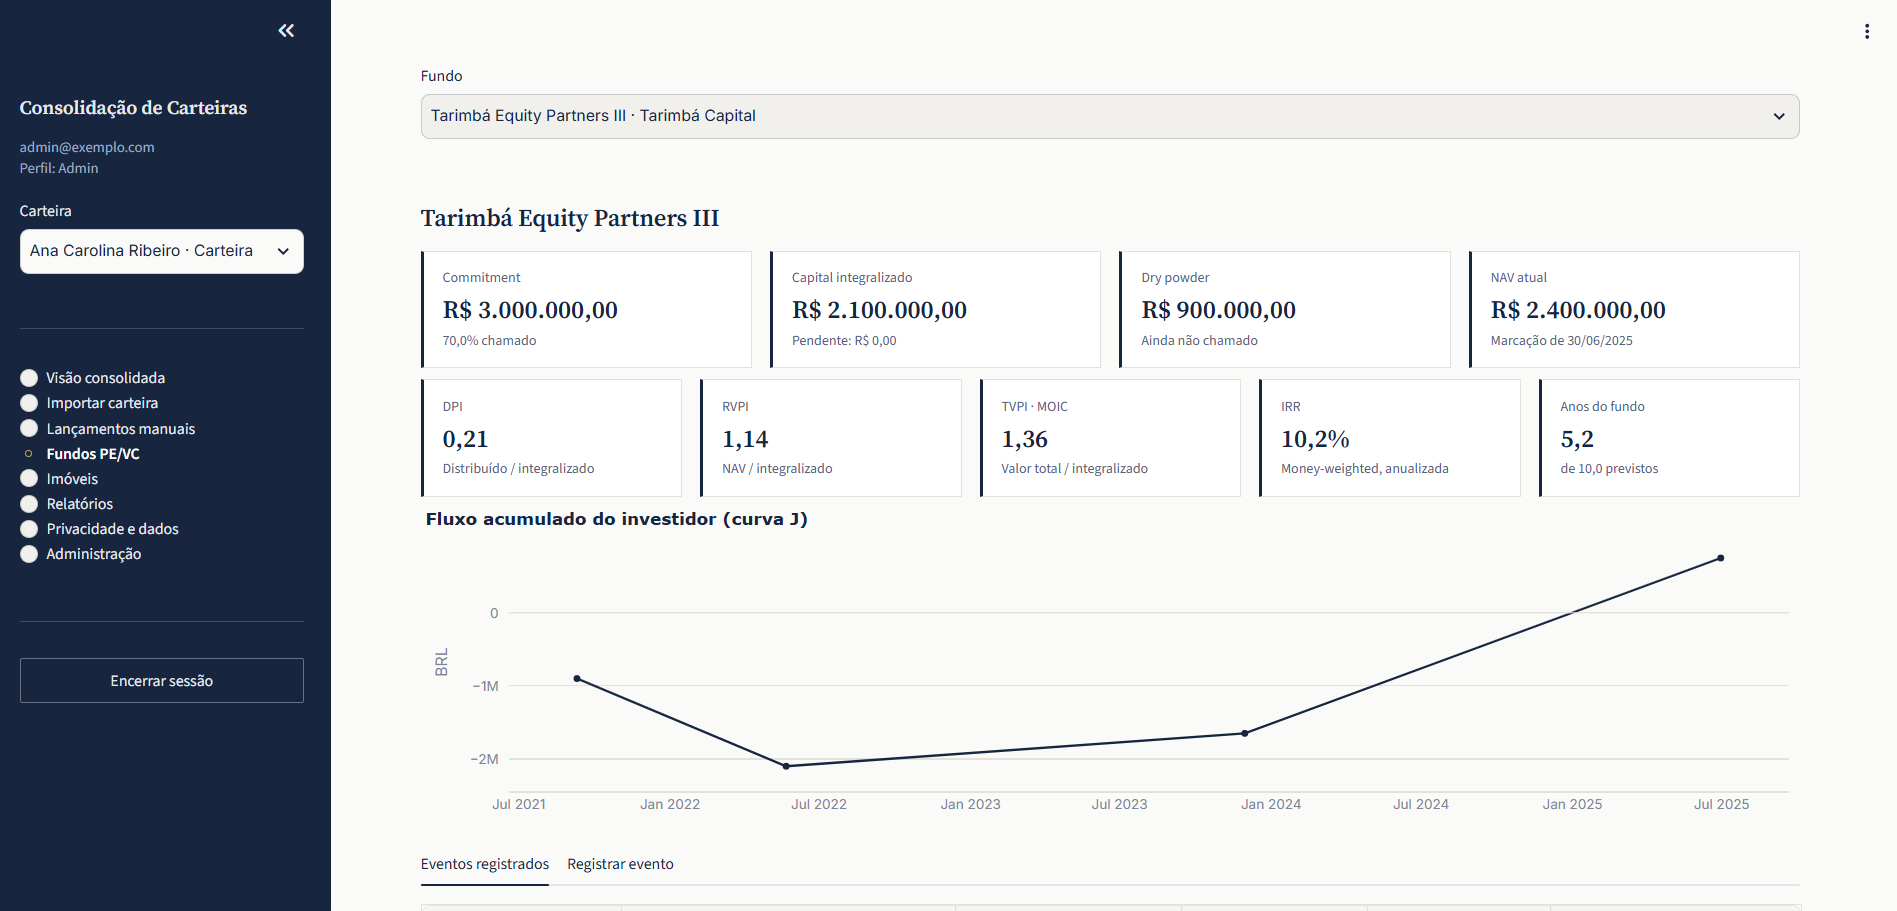 Consolidação de Carteiras
admin@exemplo.com
Perfil: Admin
Carteira
Ana Carolina Ribeiro · Carteira
Visão consolidada
Importar carteira
Lançamentos manuais
Fundos PE/VC
Imóveis
Relatórios
Privacidade e dados
Administração
Encerrar sessão
Fundo
Tarimbá Equity Partners III · Tarimbá Capital
Tarimbá Equity Partners III
Commitment
R$ 3.000.000,00
70,0% chamado
Capital integralizado
R$ 2.100.000,00
Pendente: R$ 0,00
Dry powder
R$ 900.000,00
Ainda não chamado
NAV atual
R$ 2.400.000,00
Marcação de 30/06/2025
DPI
0,21
Distribuído / integralizado
RVPI
1,14
NAV / integralizado
TVPI · MOIC
1,36
Valor total / integralizado
IRR
10,2%
Money-weighted, anualizada
Anos do fundo
5,2
de 10,0 previstos
Fluxo acumulado do investidor (curva J)
BRL
0
−1M
−2M
Jul 2021 Jan 2022 Jul 2022 Jan 2023 Jul 2023 Jan 2024 Jul 2024 Jan 2025 Jul 2025
Eventos registrados Registrar evento